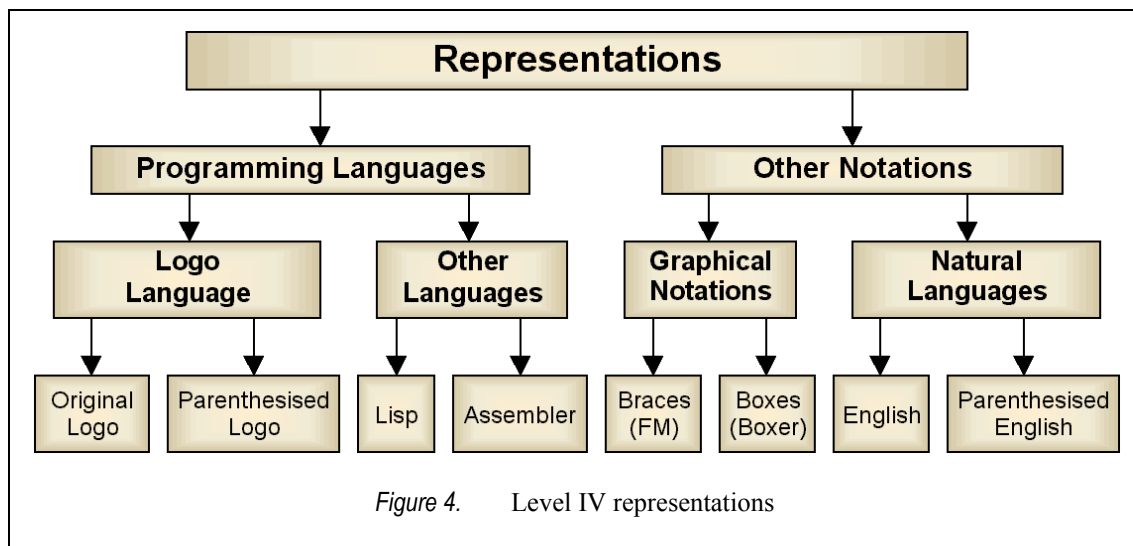 Representations
Programming Languages
Other Notations
Logo
Language
Other
Languages
Graphical
Notations
Natural
Languages
Original
Logo
Parenthesised
Logo
Lisp
Assembler
Braces
(FM)
Boxes
(Boxer)
English
Parenthesised
English
Figure 4. Level IV representations